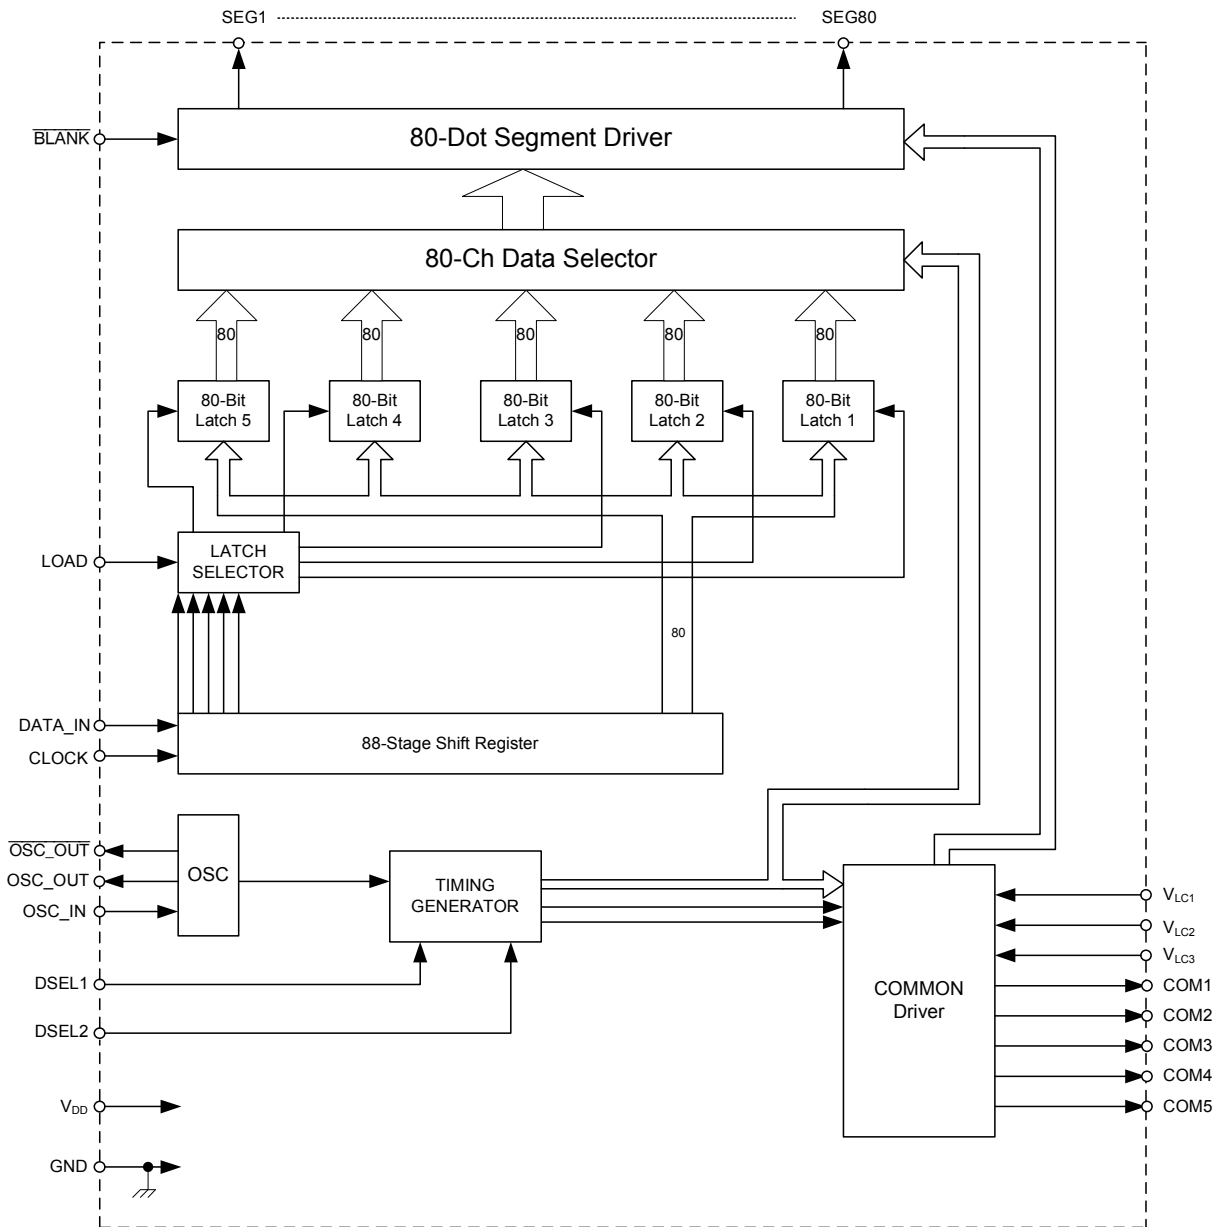 SEG1 SEG80
BLANK
80-Dot Segment Driver
80-Ch Data Selector
80 80 80 80 80
80-Bit Latch 5
80-Bit Latch 4
80-Bit Latch 3
80-Bit Latch 2
80-Bit Latch 1
LOAD
LATCH
SELECTOR
80
DATA_IN
CLOCK
88-Stage Shift Register
OSC_OUT
OSC_OUT
OSC_IN
OSC
TIMING
GENERATOR
DSEL1
DSEL2
VDD
GND
COMMON
Driver
VLC1
VLC2
VLC3
COM1
COM2
COM3
COM4
COM5